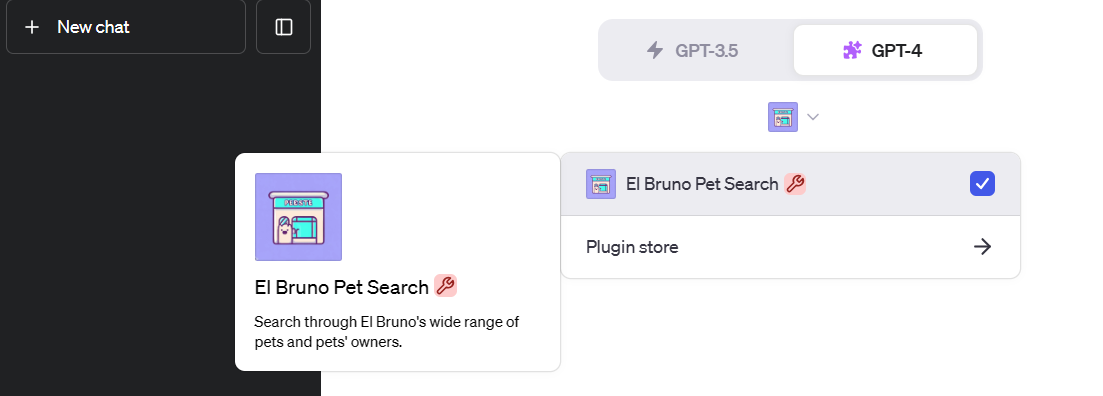 New chat
GPT-3.5
GPT-4
El Bruno Pet Search
Plugin store
El Bruno Pet Search
Search through El Bruno's wide range of
pets and pets' owners.